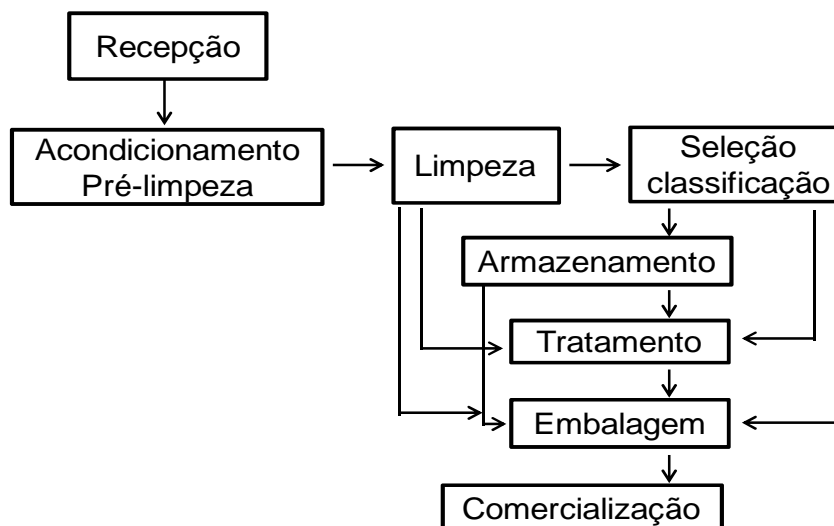 Recepção
Acondicionamento
Pré-limpeza
Limpeza
Seleção
classificação
Armazenamento
Tratamento
Embalagem
Comercialização